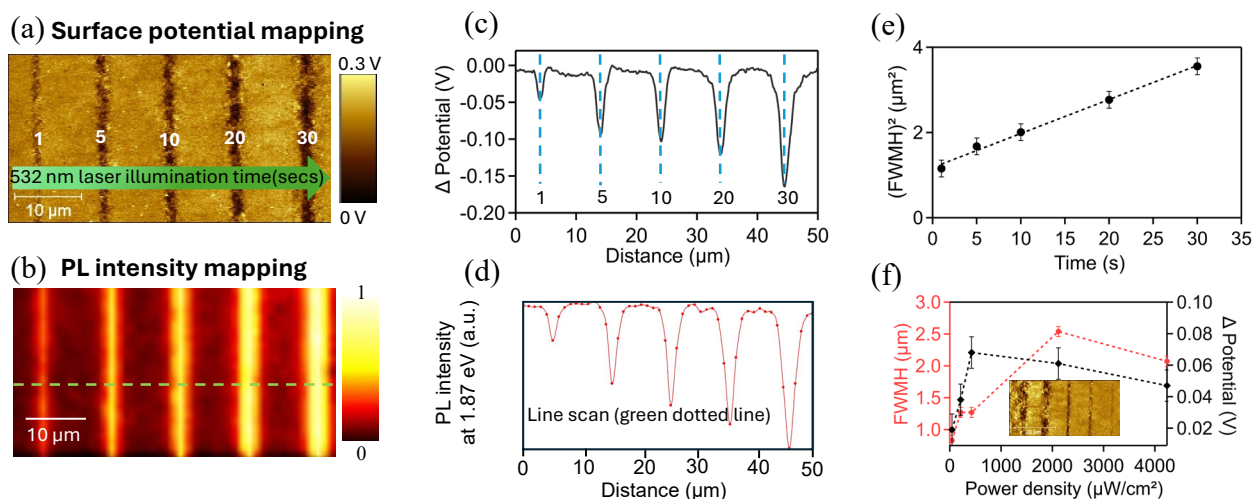 (a) Surface potential mapping
0.3 V
1 5 10 20 30
532 nm laser illumination time(secs)
10 μm
0 V
(b) PL intensity mapping
1
10 μm
0
(c)
Δ Potential (V)
0.00
-0.05
-0.10
-0.15
-0.20
1 5 10 20 30
0 10 20 30 40 50
Distance (μm)
(d)
PL intensity
at 1.87 eV (a.u.)
Line scan (green dotted line)
0 10 20 30 40 50
Distance (μm)
(e)
(FWMH)² (μm²)
4
2
0
5 10 15 20 25 30 35
Time (s)
(f)
FWMH (μm)
3.0
2.5
2.0
1.5
1.0
0.10
0.08
0.06
0.04
0.02
Δ Potential (V)
0 1000 2000 3000 4000
Power density (μW/cm²)